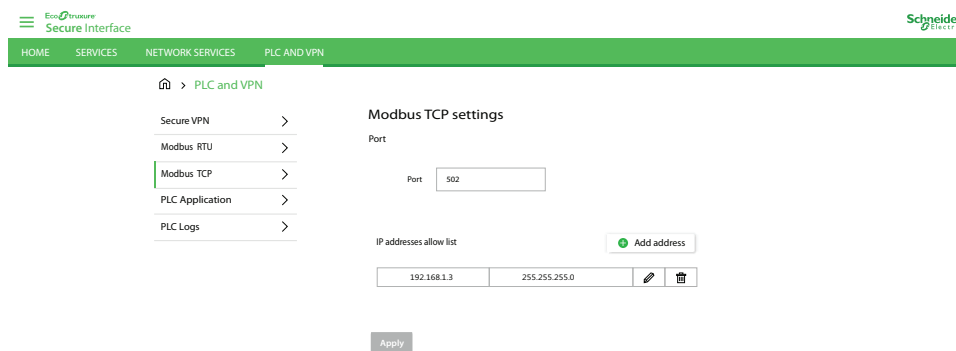 EcoStruxure
Secure Interface
Schneide
Electr
HOME SERVICES NETWORK SERVICES PLC AND VPN
PLC and VPN
Secure VPN
Modbus RTU
Modbus TCP
PLC Application
PLC Logs
Modbus TCP settings
Port
Port 502
IP addresses allow list Add address
192.168.1.3 255.255.255.0
Apply